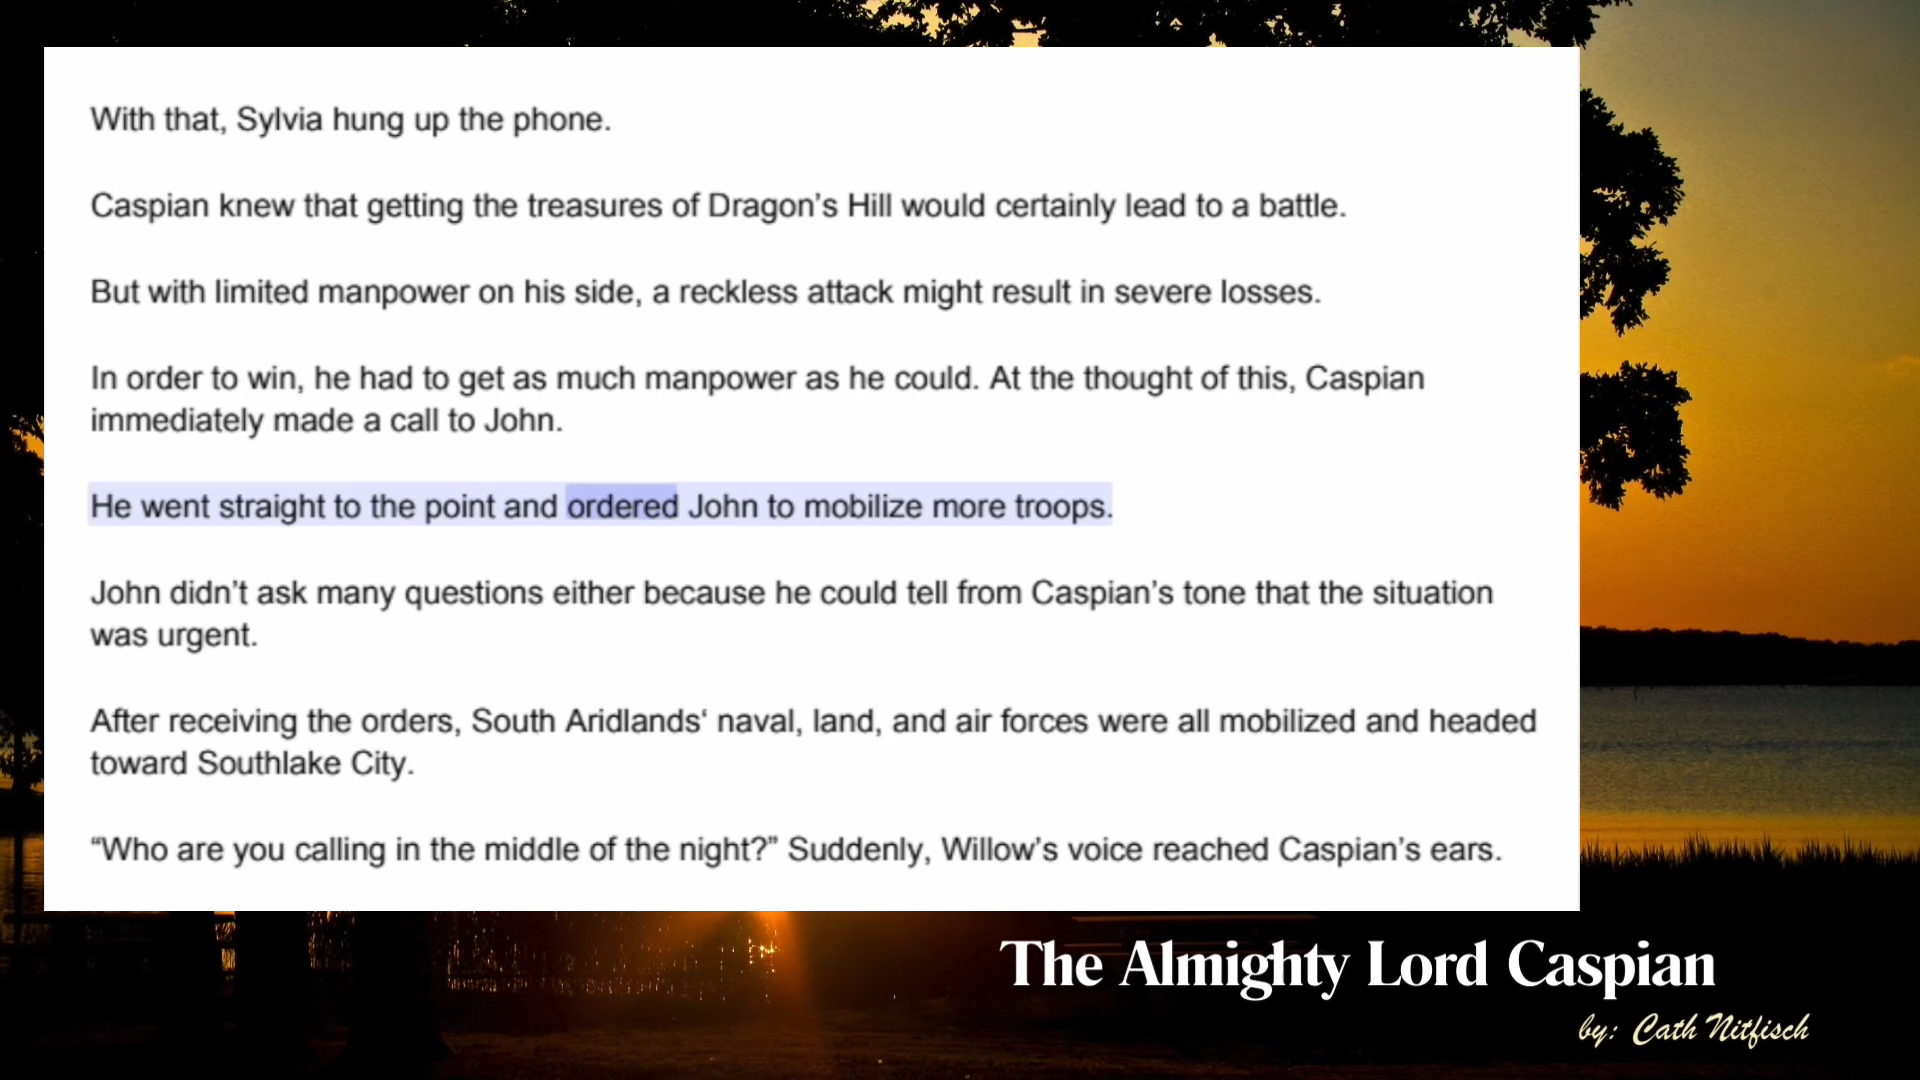 With that, Sylvia hung up the phone.
Caspian knew that getting the treasures of Dragon’s Hill would certainly lead to a battle.
But with limited manpower on his side, a reckless attack might result in severe losses.
In order to win, he had to get as much manpower as he could. At the thought of this, Caspian
immediately made a call to John.
He went straight to the point and ordered John to mobilize more troops.
John didn’t ask many questions either because he could tell from Caspian’s tone that the situation
was urgent.
After receiving the orders, South Aridlands‘ naval, land, and air forces were all mobilized and headed
toward Southlake City.
“Who are you calling in the middle of the night?” Suddenly, Willow’s voice reached Caspian’s ears.
The Almighty Lord Caspian
by: Cath Nitfisch